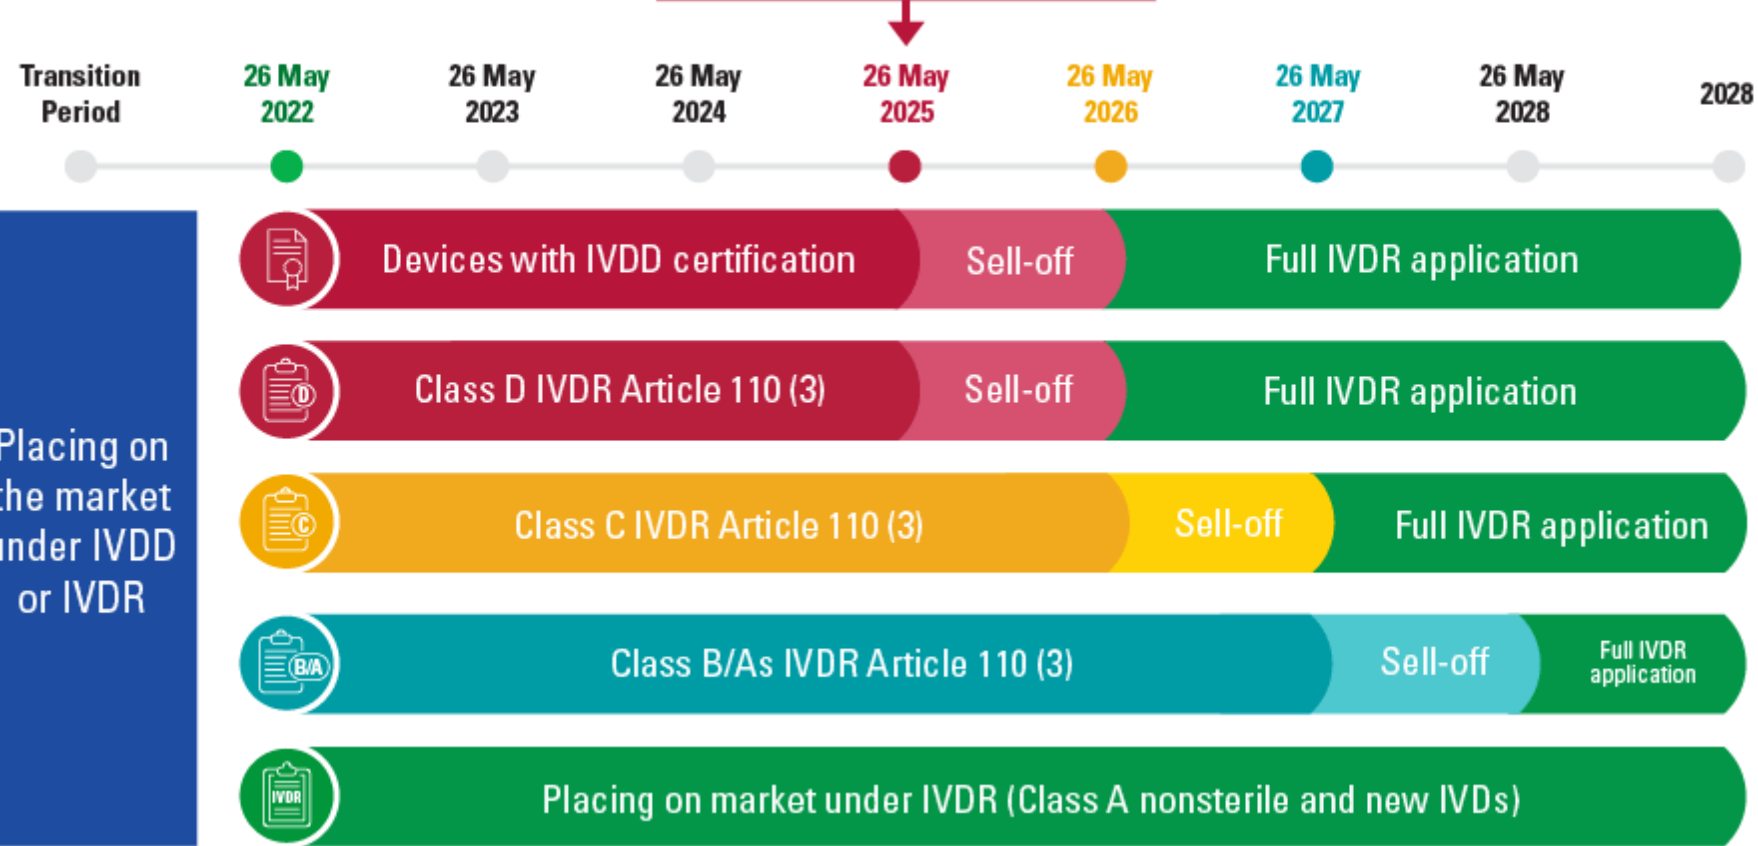 Transition
Period
26 May
2022
26 May
2023
26 May
2024
26 May
2025
26 May
2026
26 May
2027
26 May
2028
2028
Placing on
the market
under IVDD
or IVDR
Devices with IVDD certification
Sell-off
Full IVDR application
D
Class D IVDR Article 110 (3)
Sell-off
Full IVDR application
C
Class C IVDR Article 110 (3)
Sell-off
Full IVDR application
B/A
Class B/As IVDR Article 110 (3)
Sell-off
Full IVDR
application
IVDR
Placing on market under IVDR (Class A nonsterile and new IVDs)